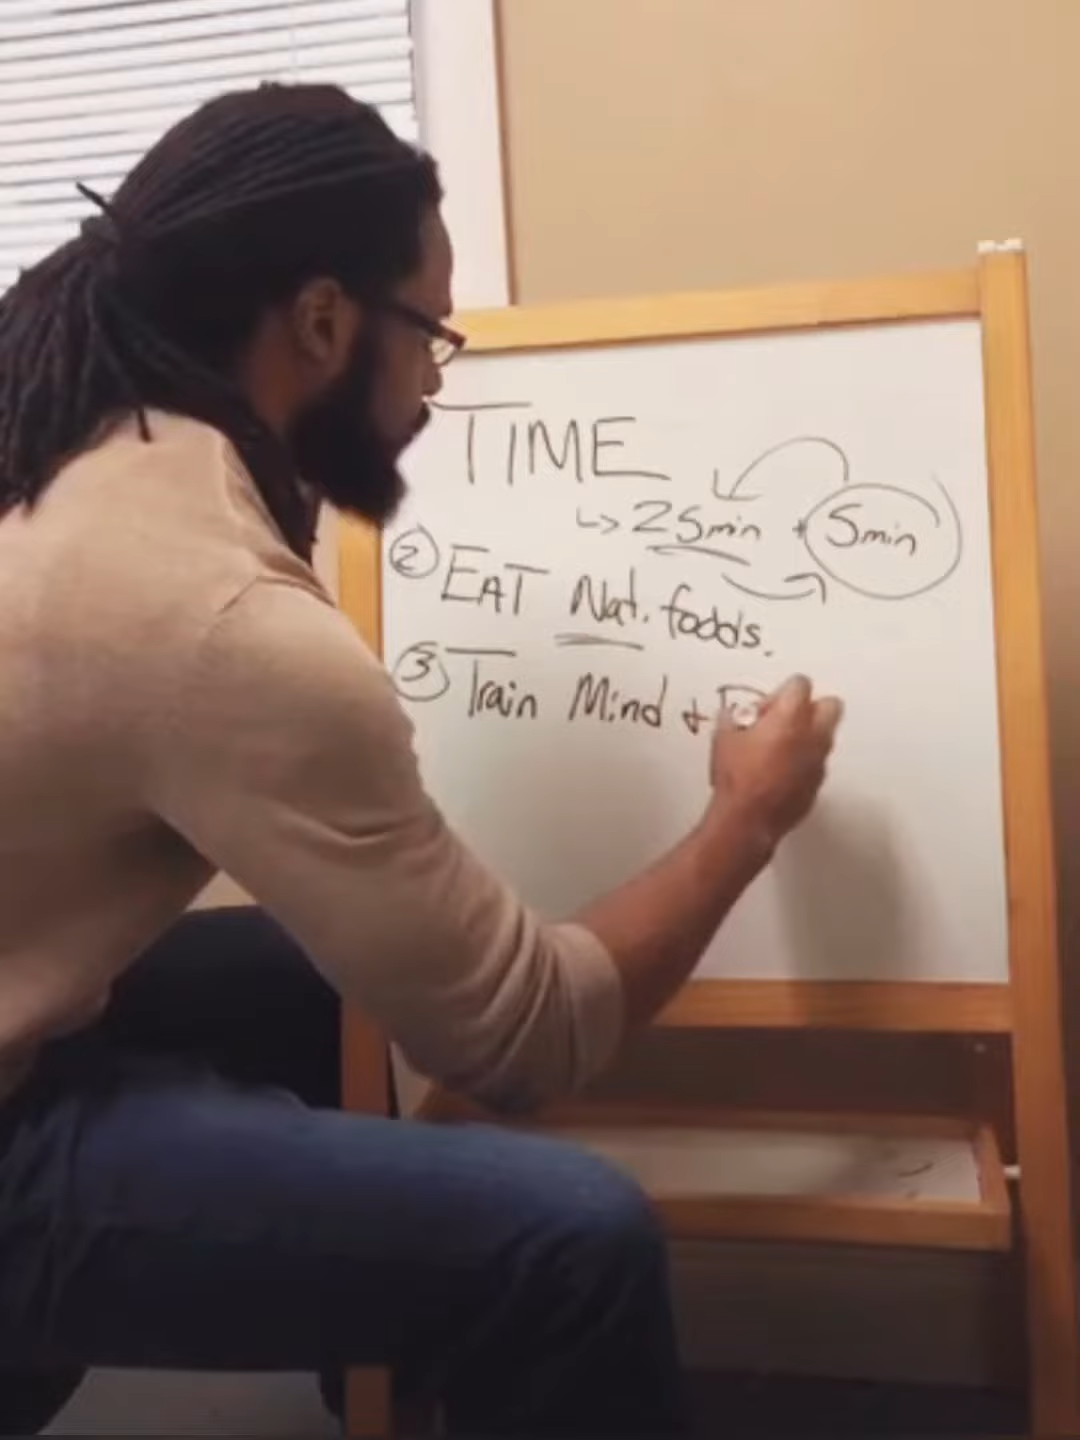 TIME
↳ 25min + 5min
② EAT Nat. foods.
③ Train Mind +